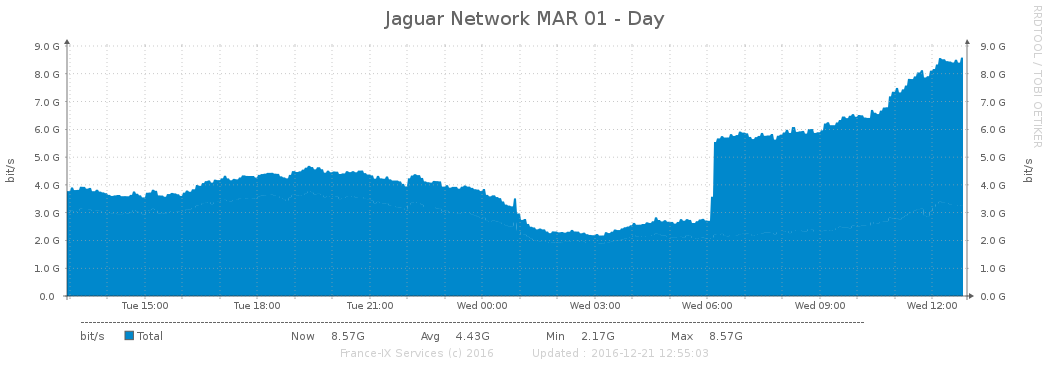 Jaguar Network MAR 01 - Day
RRDTOOL / TOBI OETIKER
bit/s
9.0 G
8.0 G
7.0 G
6.0 G
5.0 G
4.0 G
3.0 G
2.0 G
1.0 G
0.0
9.0 G
8.0 G
7.0 G
6.0 G
5.0 G
4.0 G
3.0 G
2.0 G
1.0 G
0.0 G
bit/s
Tue 15:00 Tue 18:00 Tue 21:00 Wed 00:00 Wed 03:00 Wed 06:00 Wed 09:00 Wed 12:00
bit/s Total Now 8.57G Avg 4.43G Min 2.17G Max 8.57G
France-IX Services (c) 2016 Updated : 2016-12-21 12:55:03